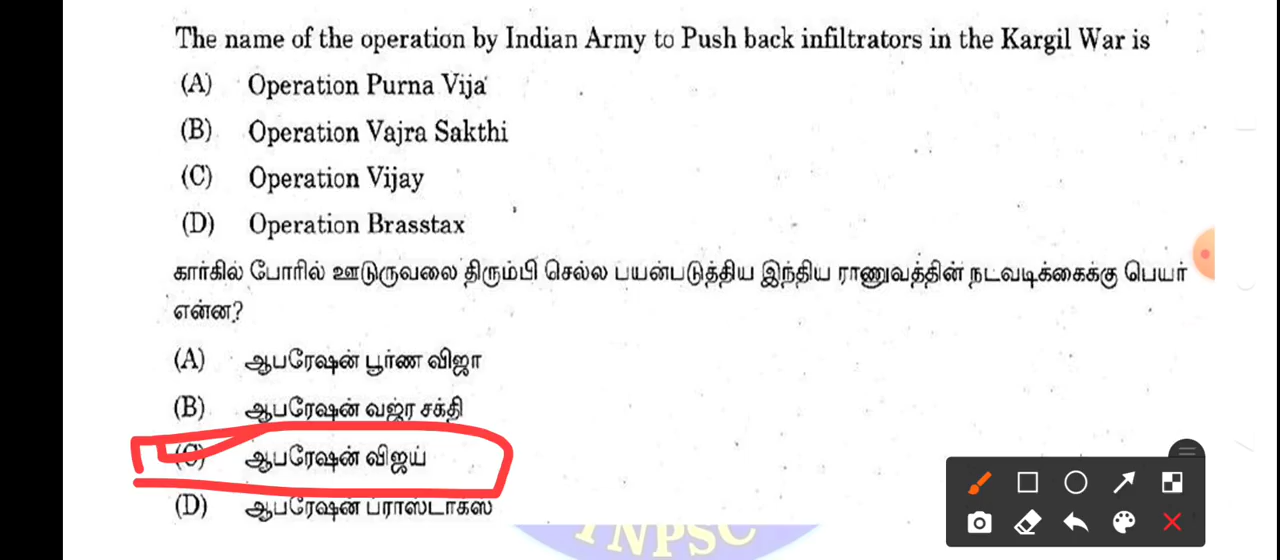 The name of the operation by Indian Army to Push back infiltrators in the Kargil War is
(A) Operation Purna Vija
(B) Operation Vajra Sakthi
(C) Operation Vijay
(D) Operation Brasstax
கார்கில் போரில் ஊடுருவலை திரும்பி செல்ல பயன்படுத்திய இந்திய ராணுவத்தின் நடவடிக்கைக்கு பெயர்
என்ன?
(A) ஆபரேஷன் பூர்ண விஜா
(B) ஆபரேஷன் வஜ்ர சக்தி
(C) ஆபரேஷன் விஜய்
(D) ஆபரேஷன் ப்ராஸ்டாக்ஸ்
TNPSC